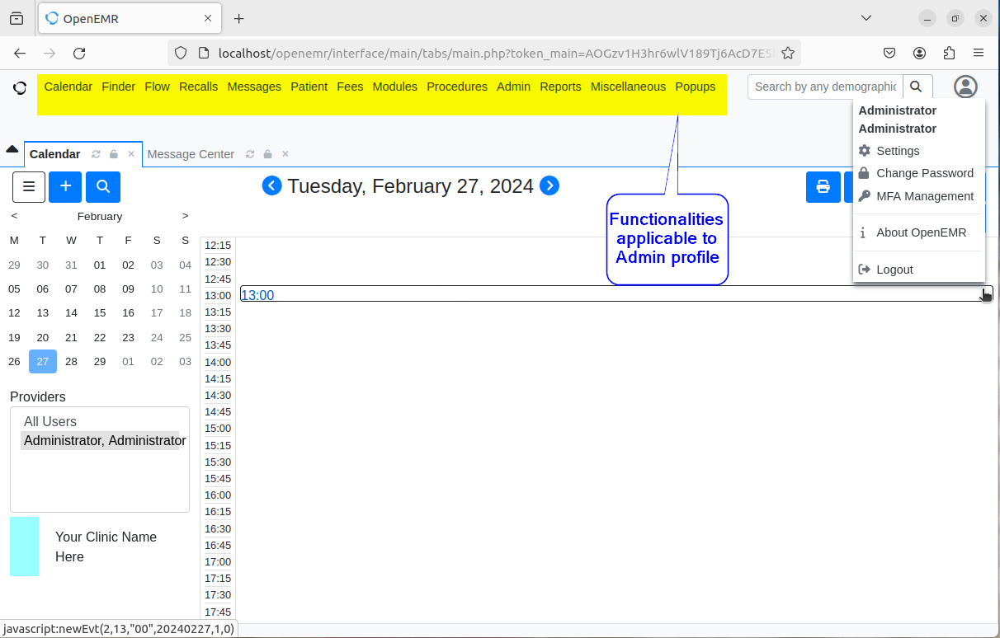 OpenEMR
localhost/openemr/interface/main/tabs/main.php?token_main=AOGzv1H3hr6wlV189Tj6AcD7E5
Calendar Finder Flow Recalls Messages Patient Fees Modules Procedures Admin Reports Miscellaneous Popups
Search by any demographic
Administrator
Administrator
Settings
Change Password
MFA Management
About OpenEMR
Logout
Calendar
Message Center
Tuesday, February 27, 2024
Functionalities
applicable to
Admin profile
< February >
M T W T F S S
29 30 31 01 02 03 04
05 06 07 08 09 10 11
12 13 14 15 16 17 18
19 20 21 22 23 24 25
26 27 28 29 01 02 03
Providers
All Users
Administrator, Administrator
Your Clinic Name
Here
12:15
12:30
12:45
13:00 13:00
13:15
13:30
13:45
14:00
14:15
14:30
14:45
15:00
15:15
15:30
15:45
16:00
16:15
16:30
16:45
17:00
17:15
17:30
17:45
javascript:newEvt(2,13,"00",20240227,1,0)